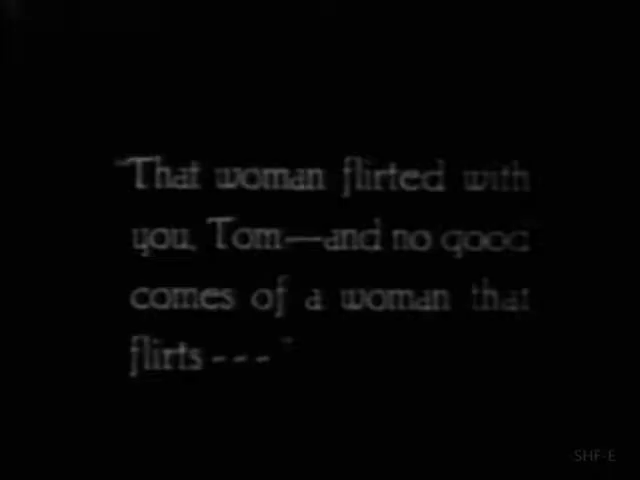 "That woman flirted with
you, Tom—and no good
comes of a woman that
flirts - - - "
SHF-E